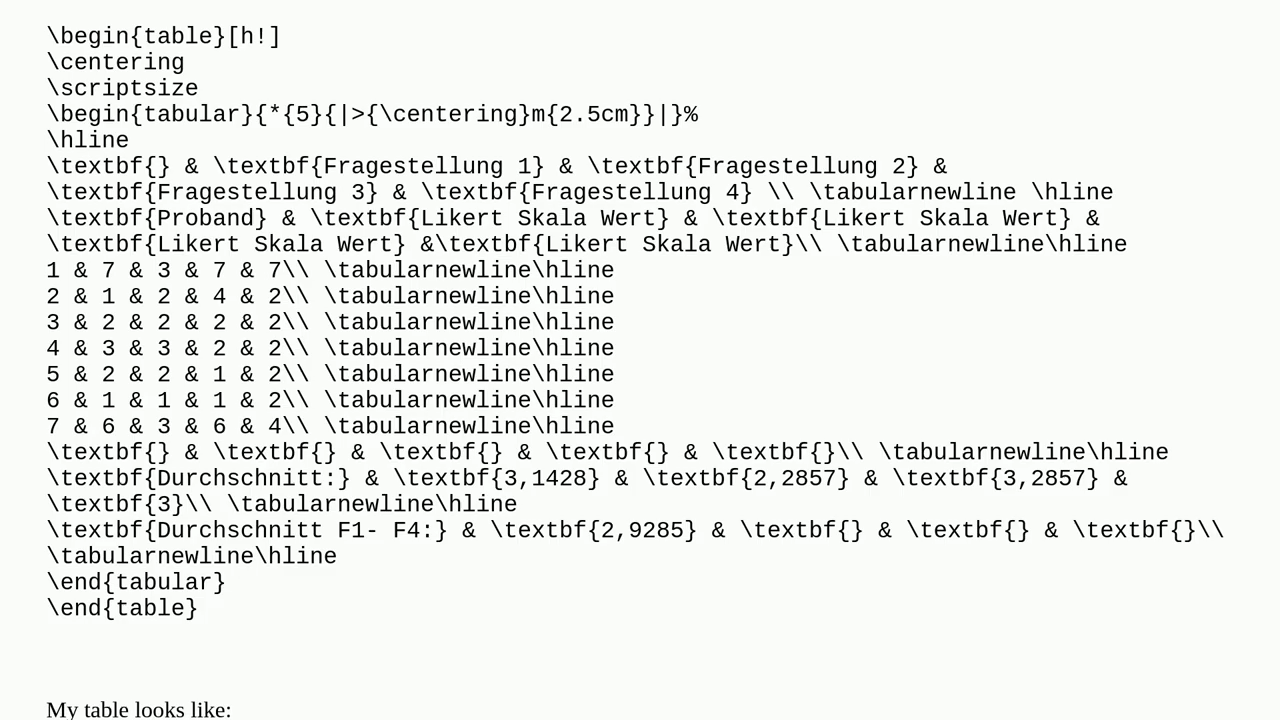 \begin{table}[h!]
\centering
\scriptsize
\begin{tabular}{*{5}{|>{\centering}m{2.5cm}}|}%
\hline
\textbf{} & \textbf{Fragestellung 1} & \textbf{Fragestellung 2} &
\textbf{Fragestellung 3} & \textbf{Fragestellung 4} \\ \tabularnewline \hline
\textbf{Proband} & \textbf{Likert Skala Wert} & \textbf{Likert Skala Wert} &
\textbf{Likert Skala Wert} &\textbf{Likert Skala Wert}\\ \tabularnewline\hline
1 & 7 & 3 & 7 & 7\\ \tabularnewline\hline
2 & 1 & 2 & 4 & 2\\ \tabularnewline\hline
3 & 2 & 2 & 2 & 2\\ \tabularnewline\hline
4 & 3 & 3 & 2 & 2\\ \tabularnewline\hline
5 & 2 & 2 & 1 & 2\\ \tabularnewline\hline
6 & 1 & 1 & 1 & 2\\ \tabularnewline\hline
7 & 6 & 3 & 6 & 4\\ \tabularnewline\hline
\textbf{} & \textbf{} & \textbf{} & \textbf{} & \textbf{}\\ \tabularnewline\hline
\textbf{Durchschnitt:} & \textbf{3,1428} & \textbf{2,2857} & \textbf{3,2857} &
\textbf{3}\\ \tabularnewline\hline
\textbf{Durchschnitt F1- F4:} & \textbf{2,9285} & \textbf{} & \textbf{} & \textbf{}\\
\tabularnewline\hline
\end{tabular}
\end{table}
My table looks like: